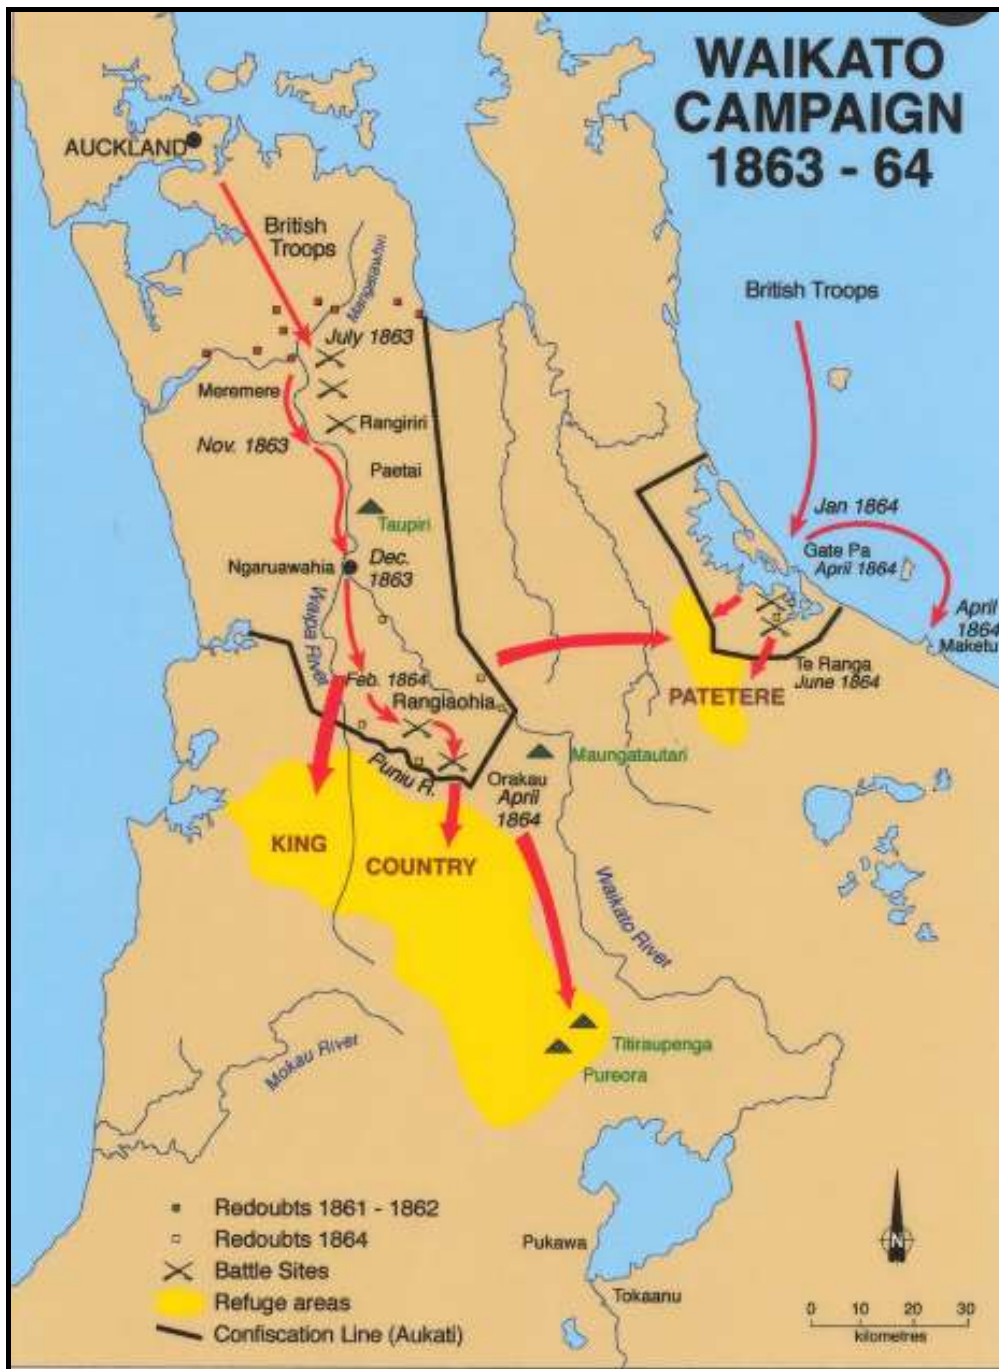 WAIKATO
CAMPAIGN
1863 - 64
AUCKLAND
British
Troops
Mangatawhiri
British Troops
July 1863
Meremere
Rangiriri
Nov. 1863
Paetai
Taupiri
Jan 1864
Ngaruawahia
Dec.
1863
Gate Pa
April 1864
Waipa River
April
1864
Maketu
Feb. 1864
Rangiaohia
Te Ranga
June 1864
PATETERE
Puniu R.
Maungatautari
Orakau
April
1864
KING
COUNTRY
Waikato River
Titiraupenga
Pureora
Mokau River
Redoubts 1861 - 1862
Redoubts 1864
Battle Sites
Refuge areas
Confiscation Line (Aukati)
Pukawa
Tokaanu
N
0 10 20 30
kilometres